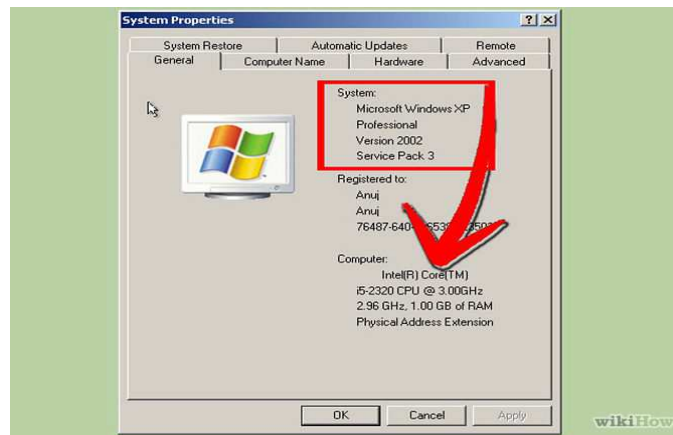 System Properties
System Restore Automatic Updates Remote
General Computer Name Hardware Advanced
System:
Microsoft Windows XP
Professional
Version 2002
Service Pack 3
Registered to:
Anuj
Anuj
Computer:
Intel(R) Core(TM)
i5-2320 CPU @ 3.00GHz
2.96 GHz, 1.00 GB of RAM
Physical Address Extension
OK Cancel Apply
wikiHow